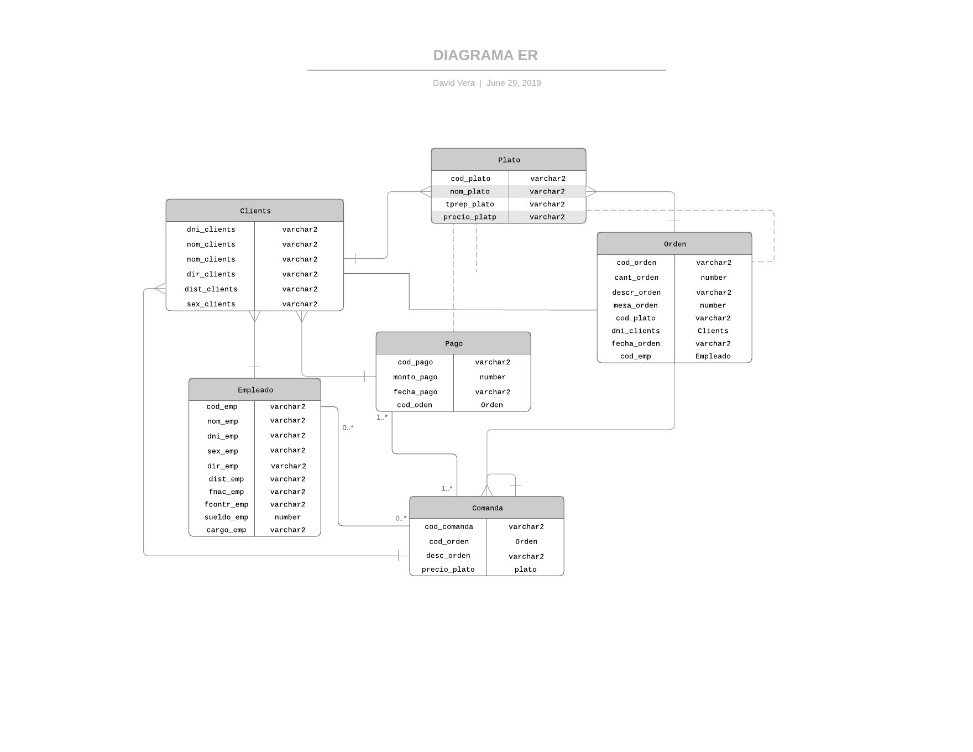 DIAGRAMA ER
David Vera | June 29, 2019
Plato
cod_plato varchar2
nom_plato varchar2
tprep_plato varchar2
precio_platp varchar2
Clients
dni_clients varchar2
nom_clients varchar2
nom_clients varchar2
dir_clients varchar2
dist_clients varchar2
sex_clients varchar2
Orden
cod_orden varchar2
cant_orden number
descr_orden varchar2
mesa_orden number
cod_plato varchar2
dni_clients Clients
fecha_orden varchar2
cod_emp Empleado
Pago
cod_pago varchar2
monto_pago number
fecha_pago varchar2
cod_oden Orden
1..*
Empleado
cod_emp varchar2
nom_emp varchar2
dni_emp varchar2
sex_emp varchar2
dir_emp varchar2
dist_emp varchar2
fnac_emp varchar2
fcontr_emp varchar2
sueldo_emp number
cargo_emp varchar2
0..*
1..*
0..*
Comanda
cod_comanda varchar2
cod_orden Orden
desc_orden varchar2
precio_plato plato